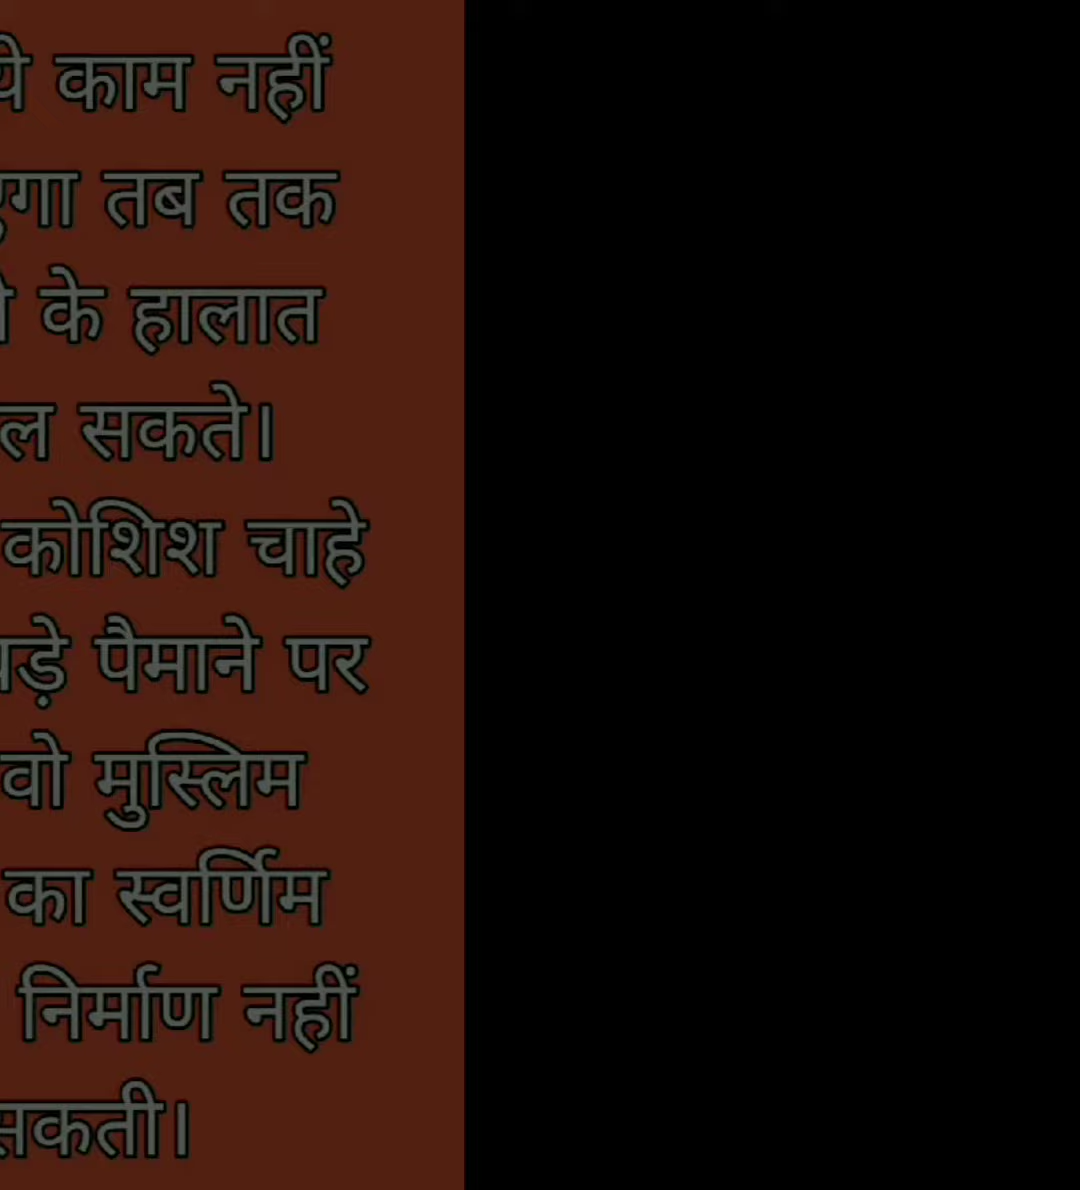 काम नहीं
तब तक
के हालात
सकते।
कोशिश चाहे
पैमाने पर
वो मुस्लिम
का स्वर्णिम
निर्माण नहीं
सकती।